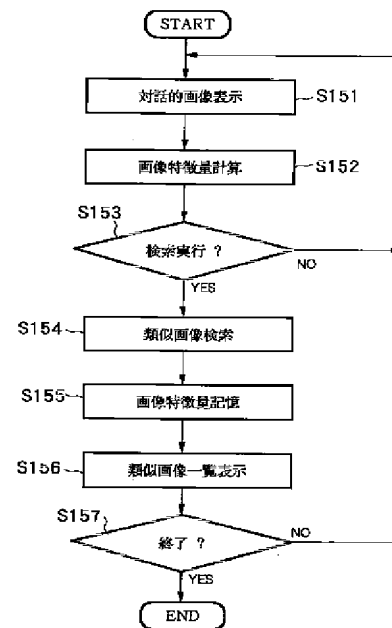 START
対話的画像表示
S151
画像特徴量計算
S152
S153
検索実行 ?
NO
YES
S154
類似画像検索
S155
画像特徴量記憶
S156
類似画像一覧表示
S157
終了 ?
NO
YES
END